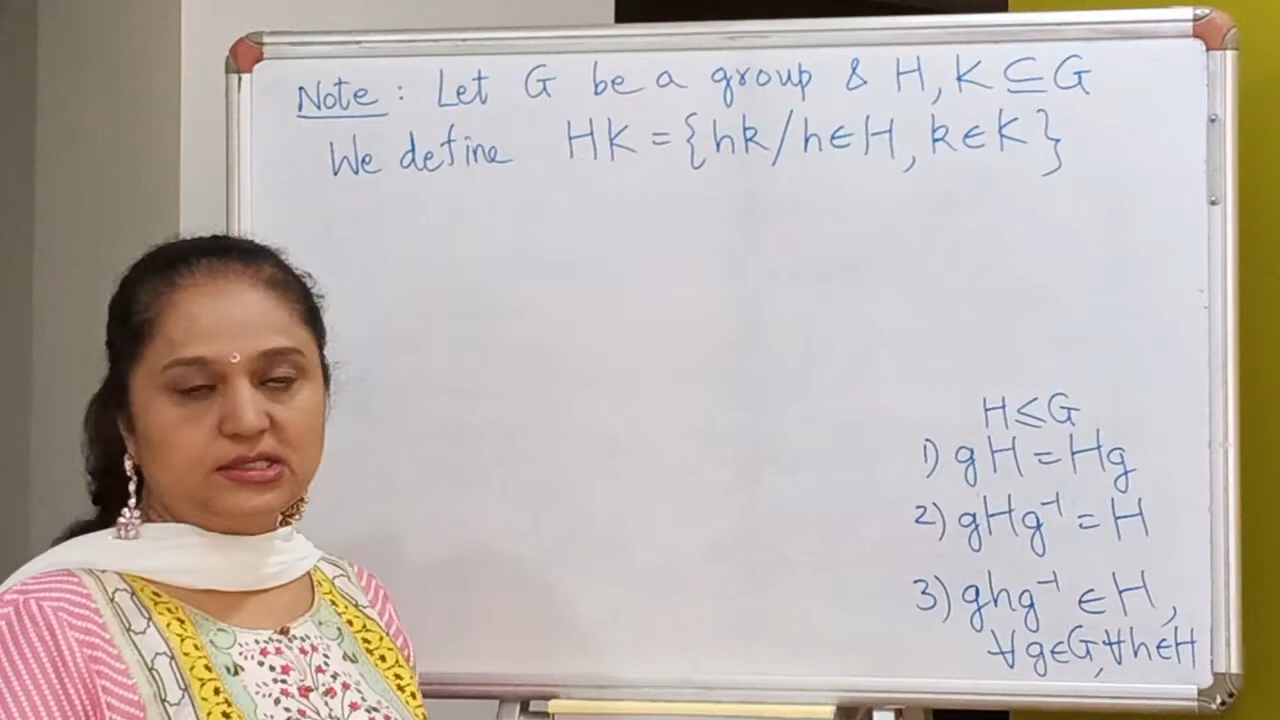 Note : Let G be a group & H, K ⊆ G
We define HK = {hk/h∈H, k∈K}
H≤G
1) gH = Hg
2) gHg⁻¹ = H
3) ghg⁻¹ ∈ H,
∀g∈G, ∀h∈H